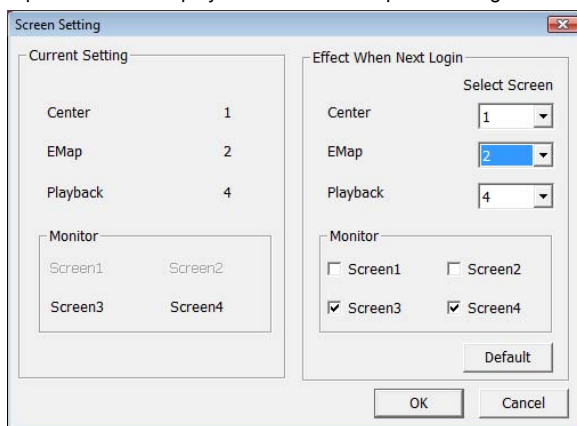 Screen Setting
Current Setting
Center 1
EMap 2
Playback 4
Monitor
Screen1 Screen2
Screen3 Screen4
Effect When Next Login
Select Screen
Center 1
EMap 2
Playback 4
Monitor
Screen1 Screen2
Screen3 Screen4
Default
OK Cancel